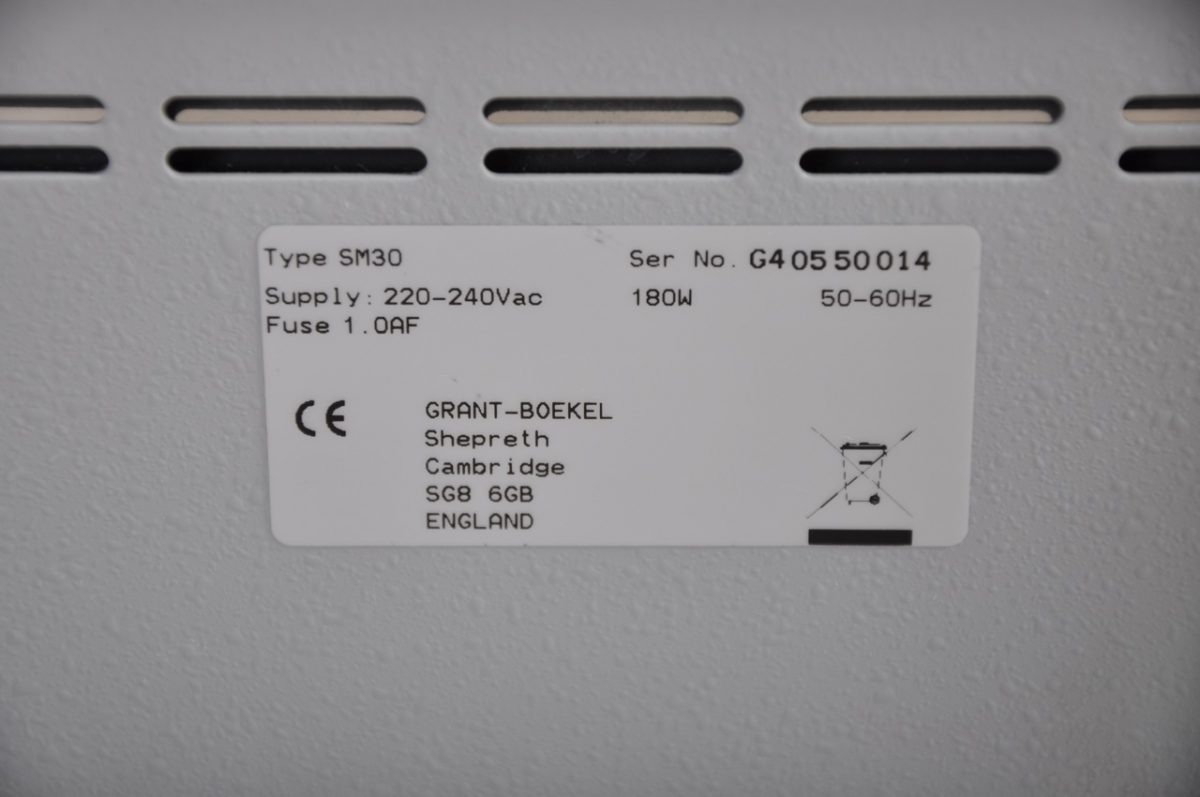 Type SM30 Ser No. G40550014
Supply: 220-240Vac 180W 50-60Hz
Fuse 1.0AF
CE
GRANT-BOEKEL
Shepreth
Cambridge
SG8 6GB
ENGLAND